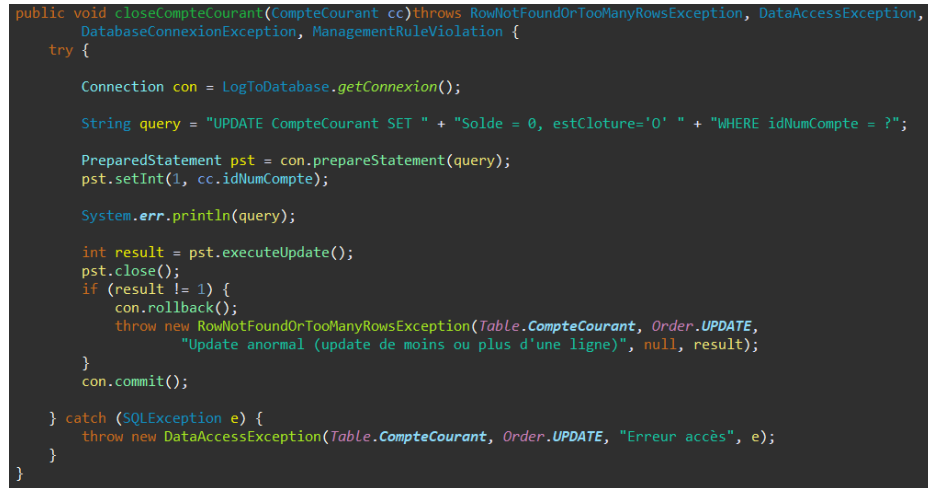 public void closeCompteCourant(CompteCourant cc)throws RowNotFoundOrTooManyRowsException, DataAccessException,
        DatabaseConnexionException, ManagementRuleViolation {
    try {

        Connection con = LogToDatabase.getConnexion();

        String query = "UPDATE CompteCourant SET " + "Solde = 0, estCloture='O' " + "WHERE idNumCompte = ?";

        PreparedStatement pst = con.prepareStatement(query);
        pst.setInt(1, cc.idNumCompte);

        System.err.println(query);

        int result = pst.executeUpdate();
        pst.close();
        if (result != 1) {
            con.rollback();
            throw new RowNotFoundOrTooManyRowsException(Table.CompteCourant, Order.UPDATE,
                    "Update anormal (update de moins ou plus d'une ligne)", null, result);
        }
        con.commit();

    } catch (SQLException e) {
        throw new DataAccessException(Table.CompteCourant, Order.UPDATE, "Erreur accès", e);
    }
}